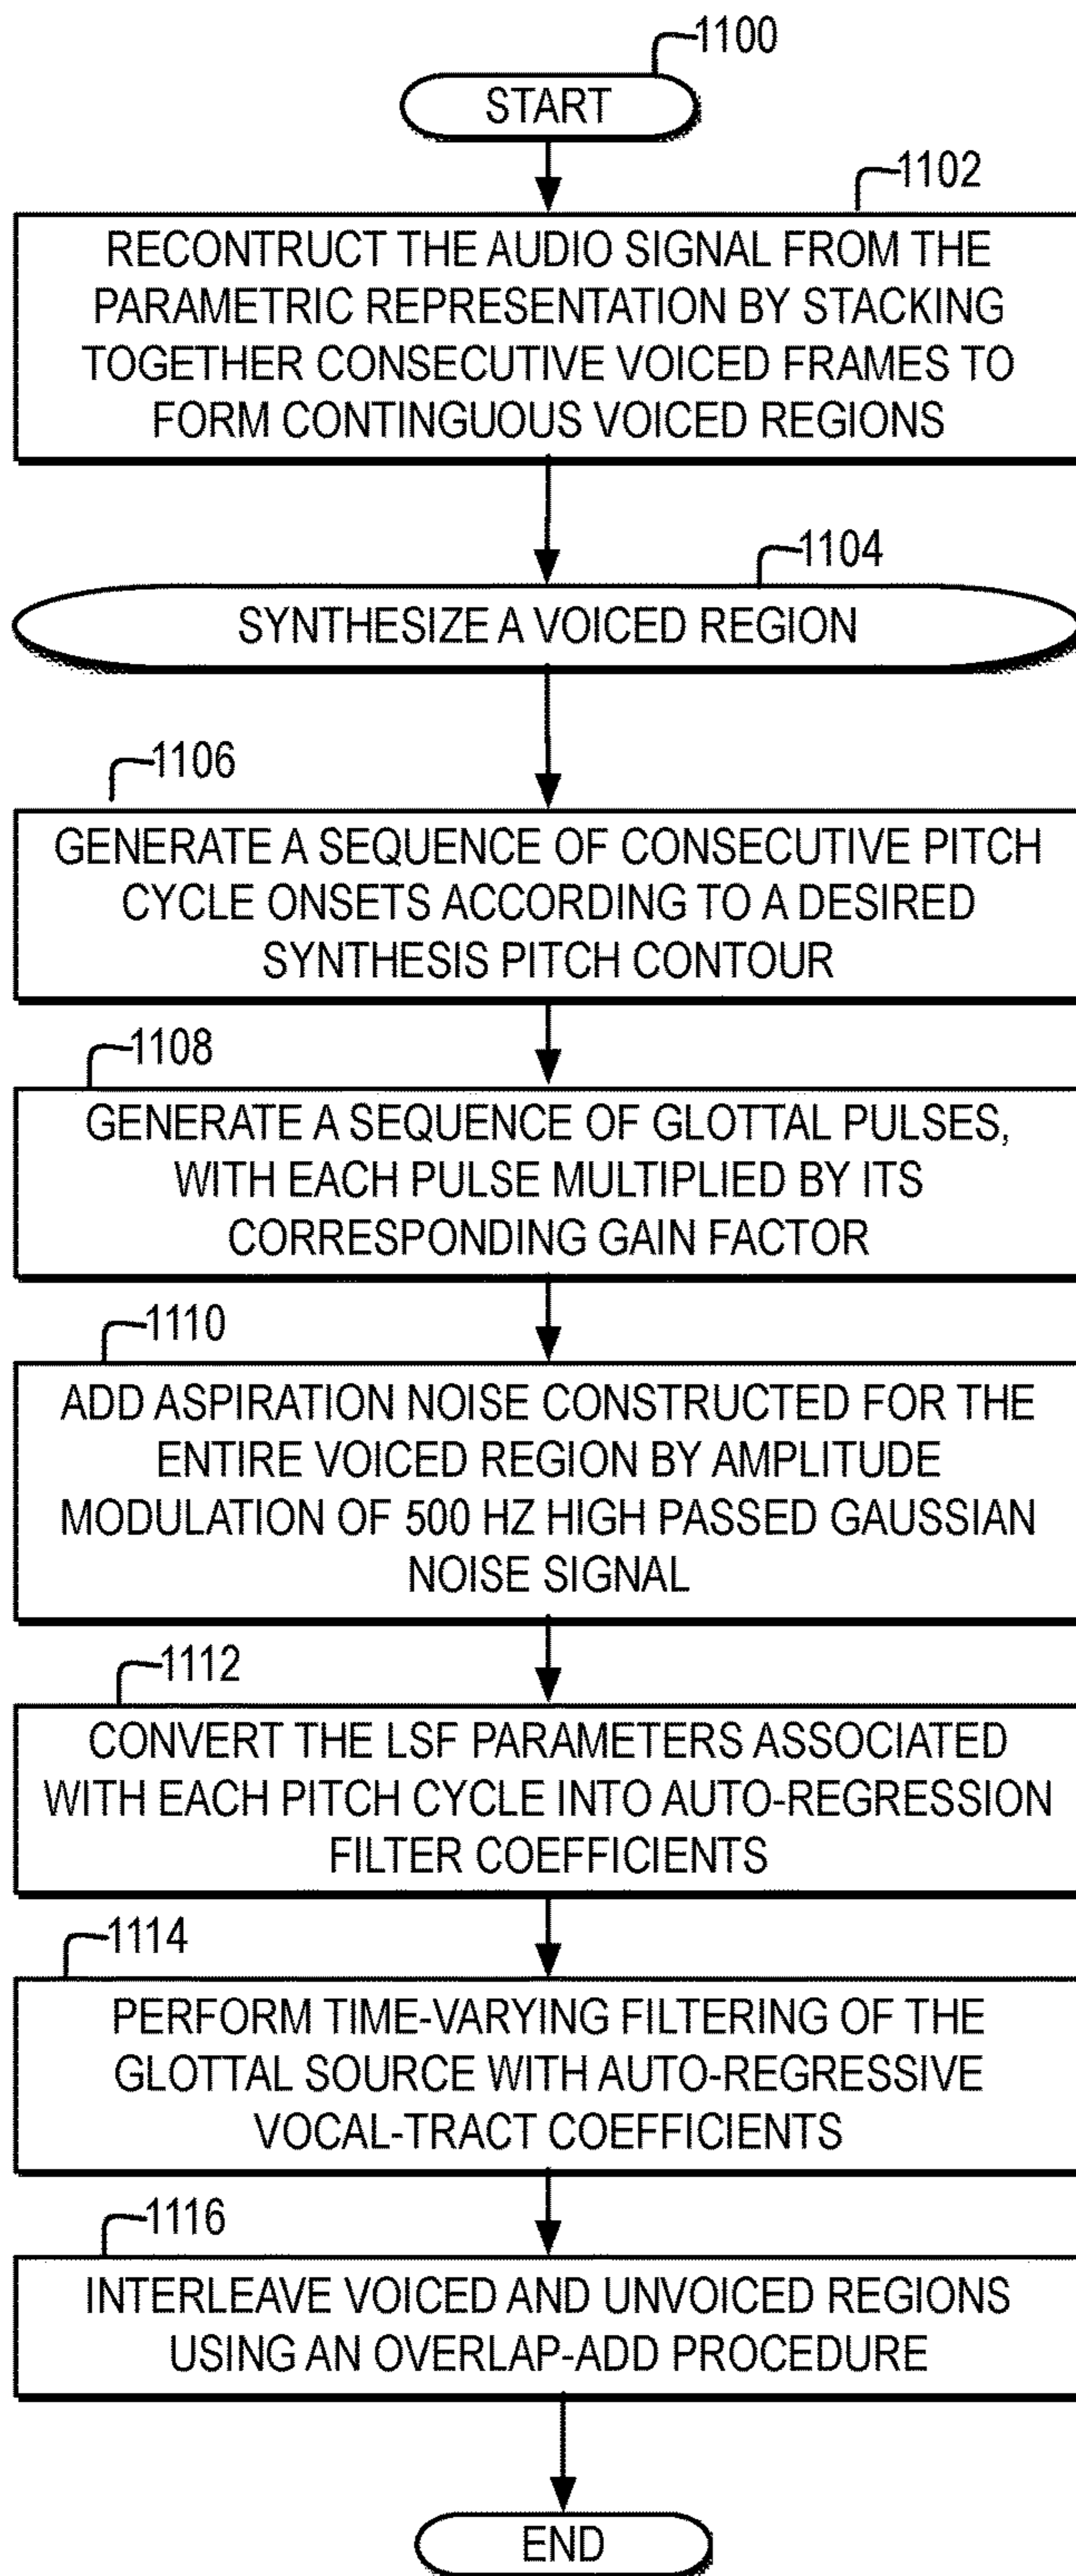 1100
START
1102
RECONTRUCT THE AUDIO SIGNAL FROM THE
PARAMETRIC REPRESENTATION BY STACKING
TOGETHER CONSECUTIVE VOICED FRAMES TO
FORM CONTINGUOUS VOICED REGIONS
1104
SYNTHESIZE A VOICED REGION
1106
GENERATE A SEQUENCE OF CONSECUTIVE PITCH
CYCLE ONSETS ACCORDING TO A DESIRED
SYNTHESIS PITCH CONTOUR
1108
GENERATE A SEQUENCE OF GLOTTAL PULSES,
WITH EACH PULSE MULTIPLIED BY ITS
CORRESPONDING GAIN FACTOR
1110
ADD ASPIRATION NOISE CONSTRUCTED FOR THE
ENTIRE VOICED REGION BY AMPLITUDE
MODULATION OF 500 HZ HIGH PASSED GAUSSIAN
NOISE SIGNAL
1112
CONVERT THE LSF PARAMETERS ASSOCIATED
WITH EACH PITCH CYCLE INTO AUTO-REGRESSION
FILTER COEFFICIENTS
1114
PERFORM TIME-VARYING FILTERING OF THE
GLOTTAL SOURCE WITH AUTO-REGRESSIVE
VOCAL-TRACT COEFFICIENTS
1116
INTERLEAVE VOICED AND UNVOICED REGIONS
USING AN OVERLAP-ADD PROCEDURE
END